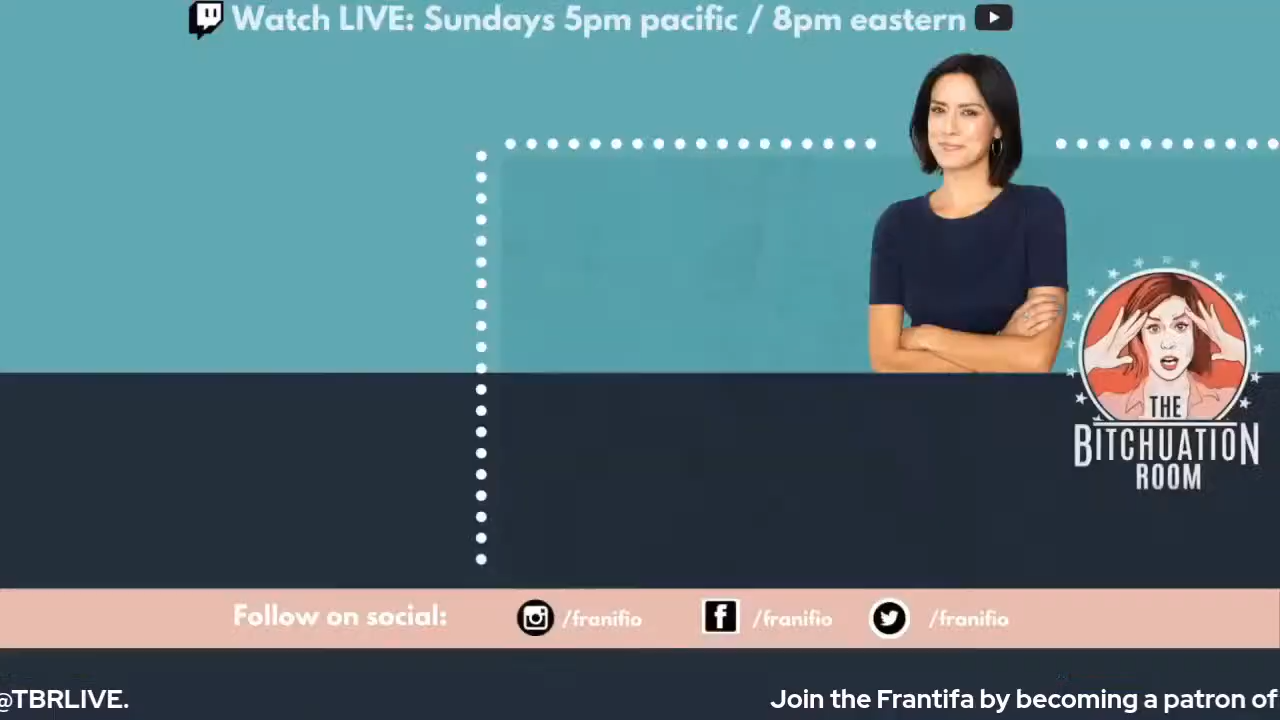 Watch LIVE: Sundays 5pm pacific / 8pm eastern
THE
BITCHUATION
ROOM
Follow on social: /franifio /franifio /franifio
@TBRLIVE. Join the Frantifa by becoming a patron of